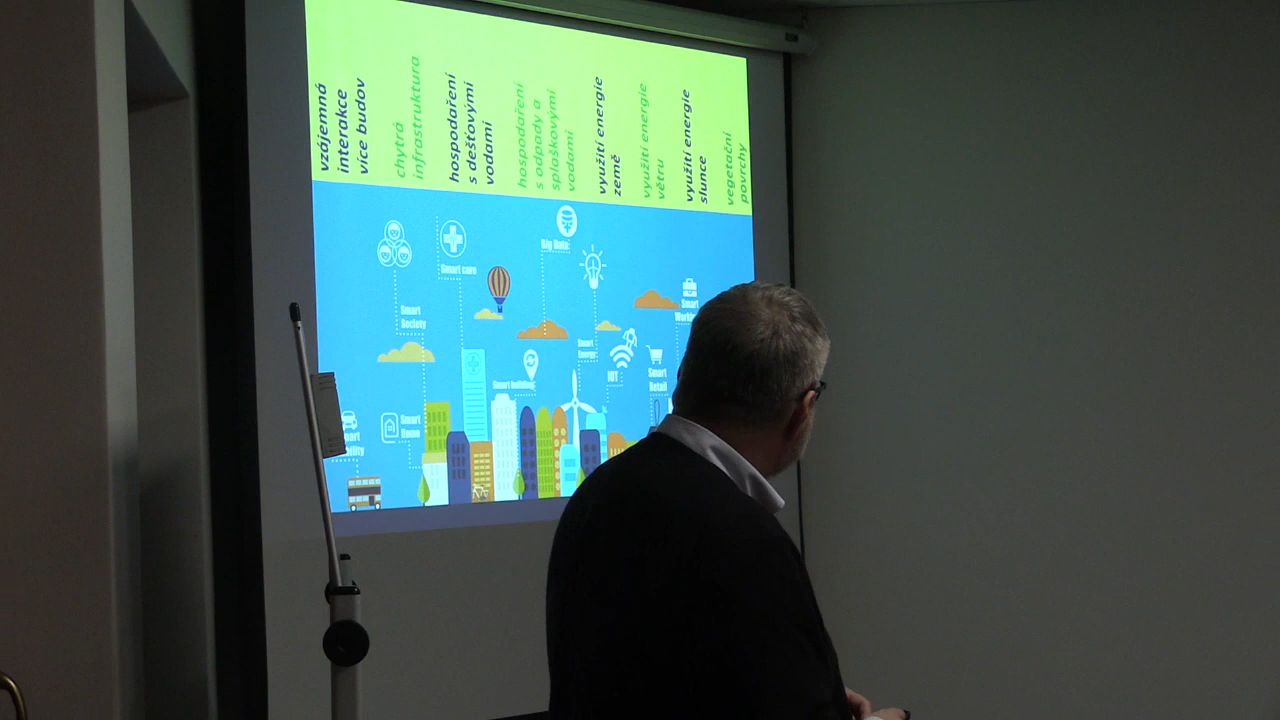 vzájemná
interakce
více budov
chytrá
infrastruktura
hospodaření
s dešťovými
vodami
hospodaření
s odpady a
splaškovými
vodami
využití energie
země
využití energie
větru
využití energie
slunce
vegetační
povrchy
Smart care
Big Data
Smart
Society
Smart
Smart
Energy
IOT
Smart
Retail
Smart building
Smart
Home